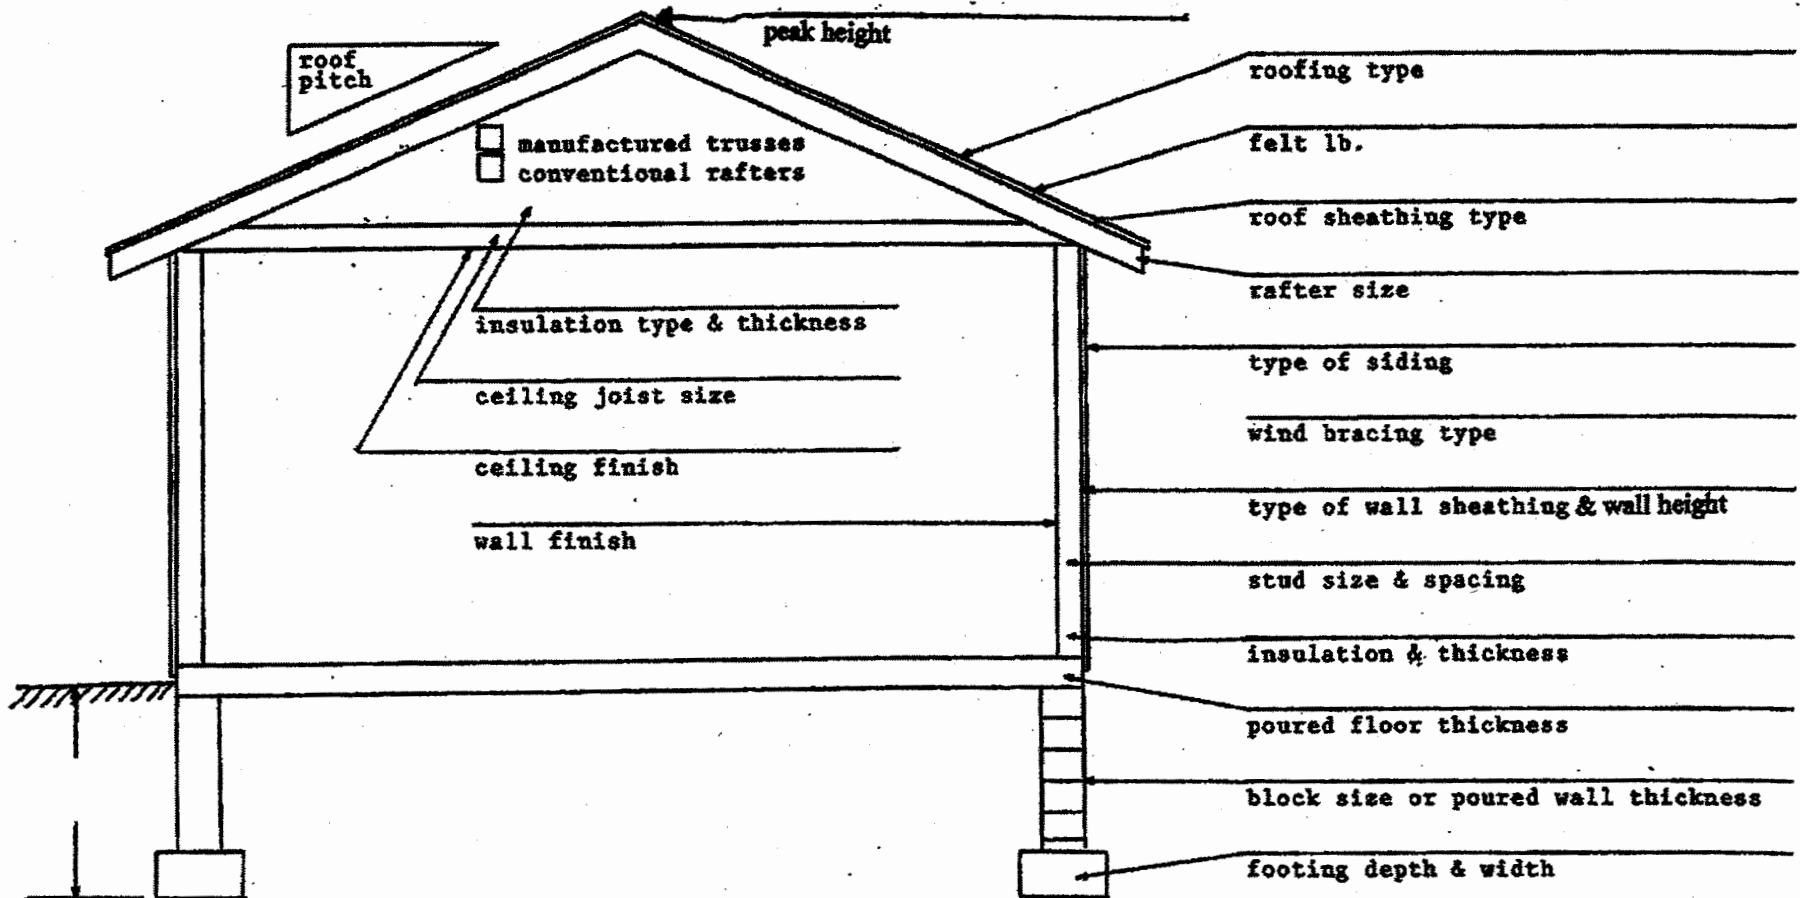 peak height
roof
pitch
roofing type
manufactured trusses
felt lb.
conventional rafters
roof sheathing type
rafter size
insulation type & thickness
type of siding
ceiling joist size
wind bracing type
ceiling finish
type of wall sheathing & wall height
wall finish
stud size & spacing
insulation & thickness
poured floor thickness
block size or poured wall thickness
footing depth & width